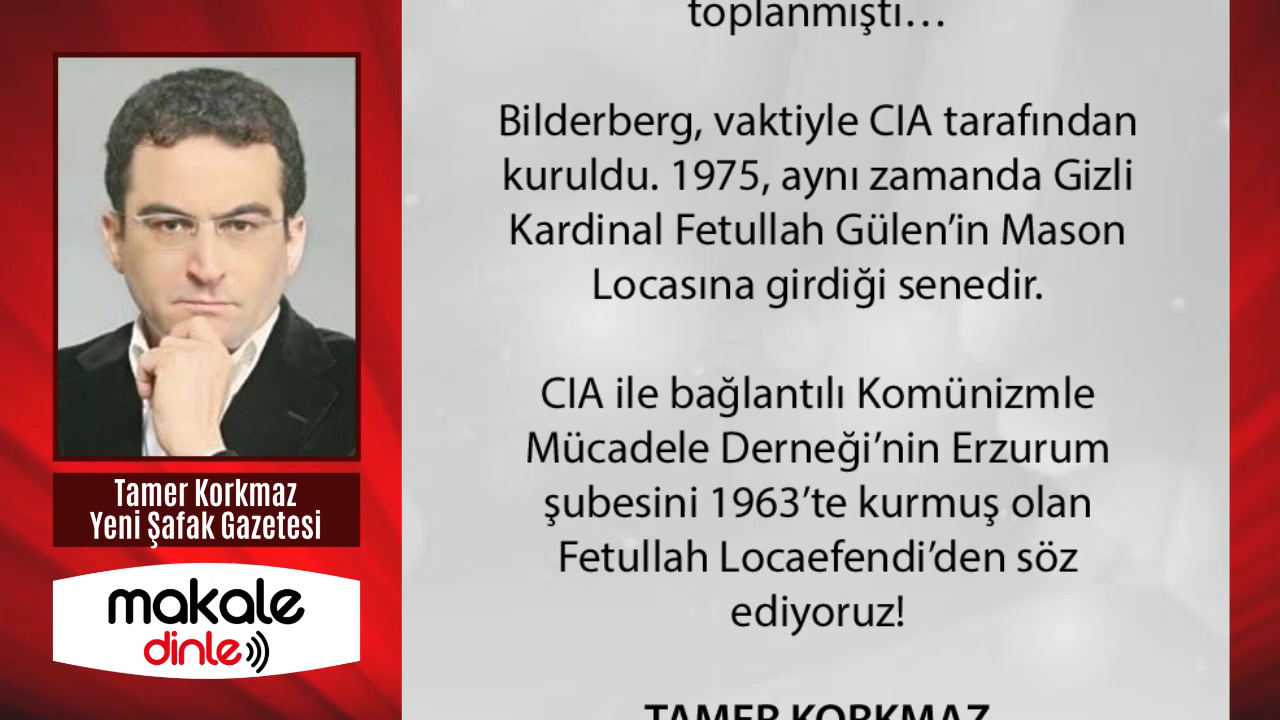 toplanmıştı…
Bilderberg, vaktiyle CIA tarafından
kuruldu. 1975, aynı zamanda Gizli
Kardinal Fetullah Gülen’in Mason
Locasına girdiği senedir.
CIA ile bağlantılı Komünizmle
Mücadele Derneği’nin Erzurum
şubesini 1963’te kurmuş olan
Fetullah Locaefendi’den söz
ediyoruz!
TAMER KORKMAZ
Tamer Korkmaz
Yeni Şafak Gazetesi
makale
dinle